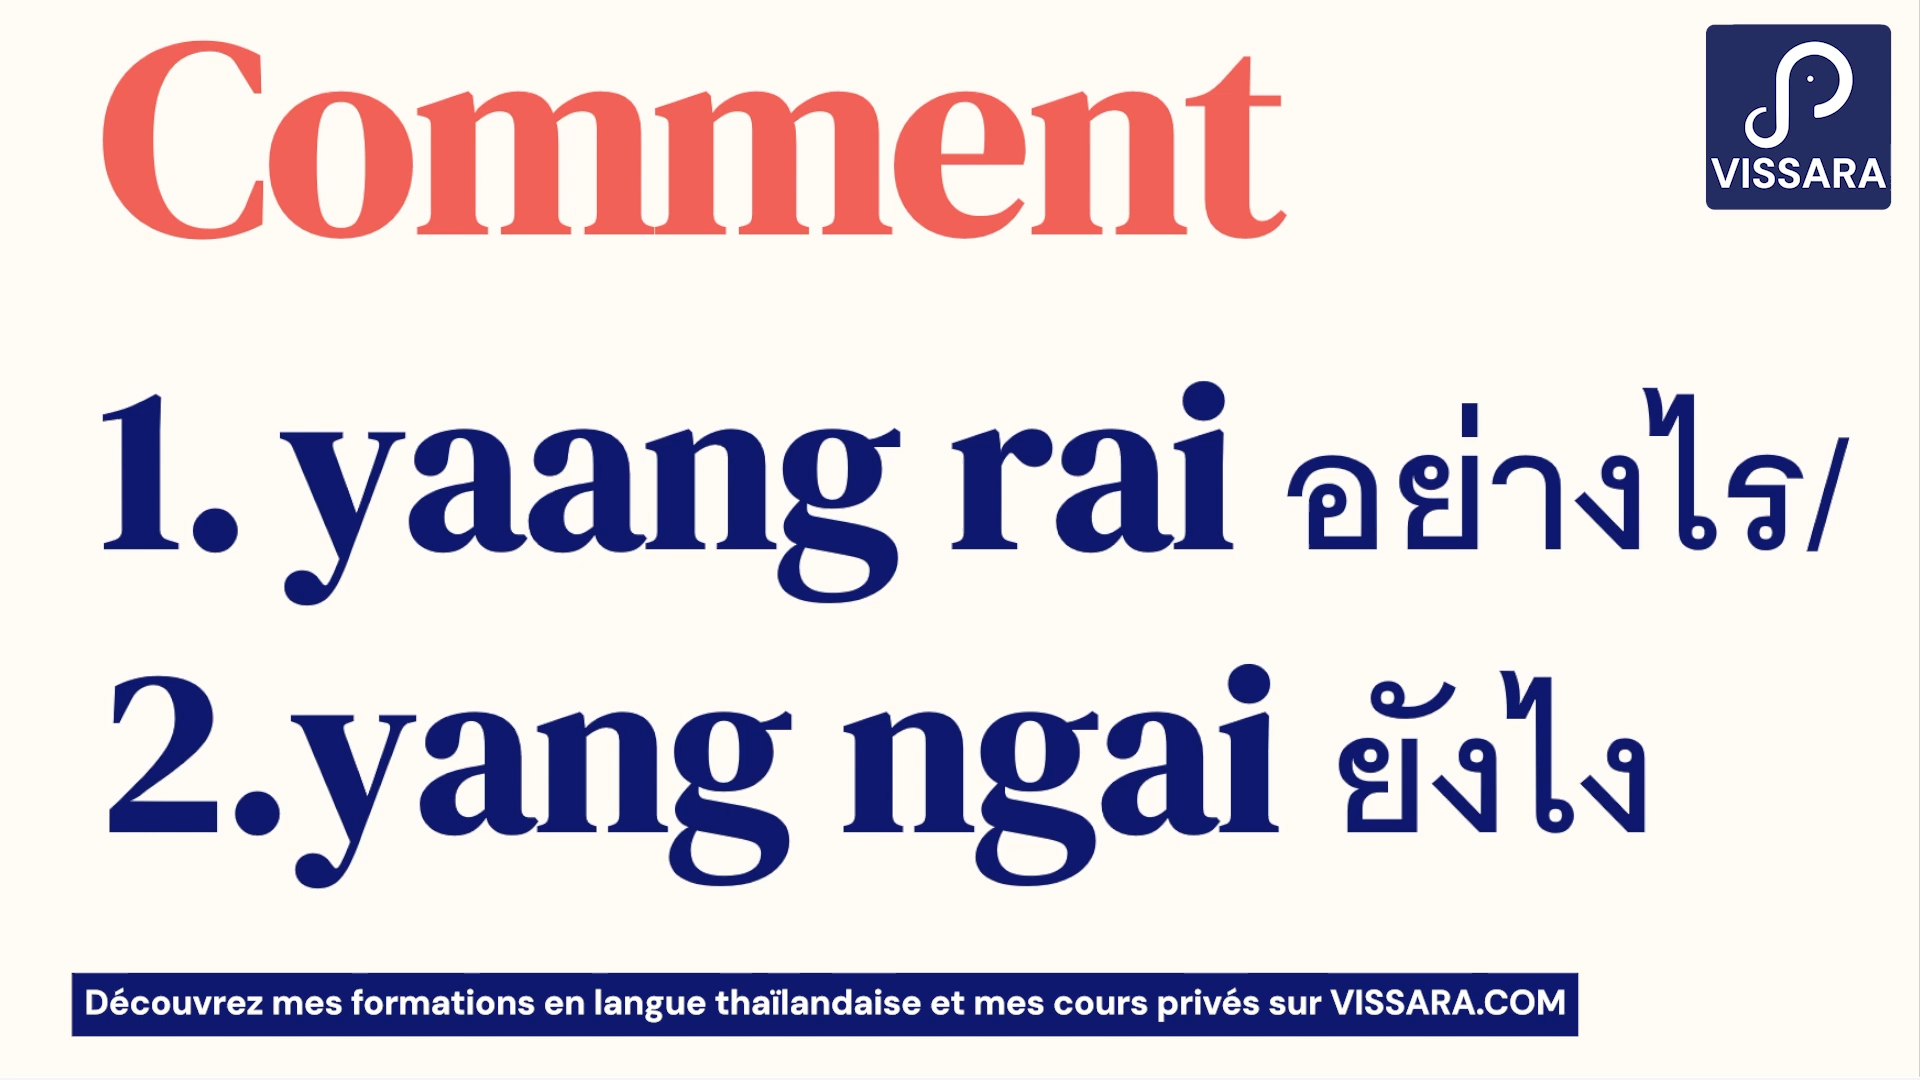 Comment
VISSARA
1. yaang rai อย่างไร/
2.yang ngai ยังไง
Découvrez mes formations en langue thaïlandaise et mes cours privés sur VISSARA.COM